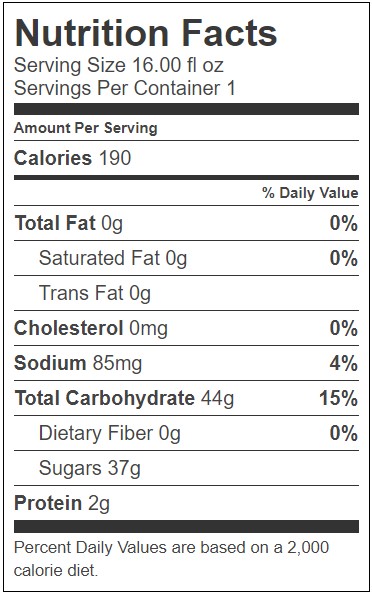 Nutrition Facts
Serving Size 16.00 fl oz
Servings Per Container 1
Amount Per Serving
Calories 190
% Daily Value
Total Fat 0g 0%
Saturated Fat 0g 0%
Trans Fat 0g
Cholesterol 0mg 0%
Sodium 85mg 4%
Total Carbohydrate 44g 15%
Dietary Fiber 0g 0%
Sugars 37g
Protein 2g
Percent Daily Values are based on a 2,000
calorie diet.